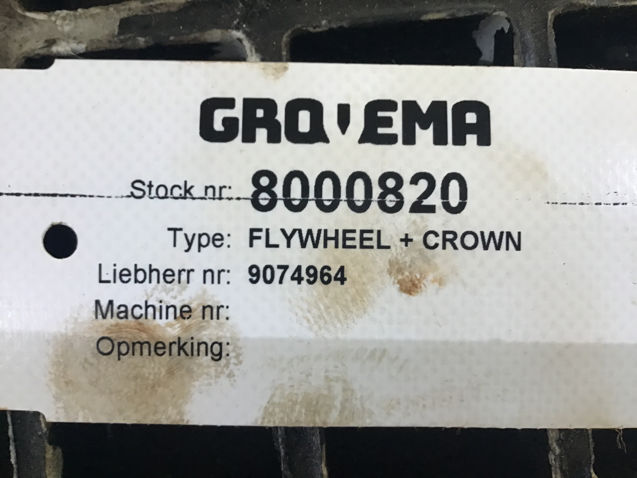 GROVEMA
Stock nr: 8000820
Type: FLYWHEEL + CROWN
Liebherr nr: 9074964
Machine nr:
Opmerking: